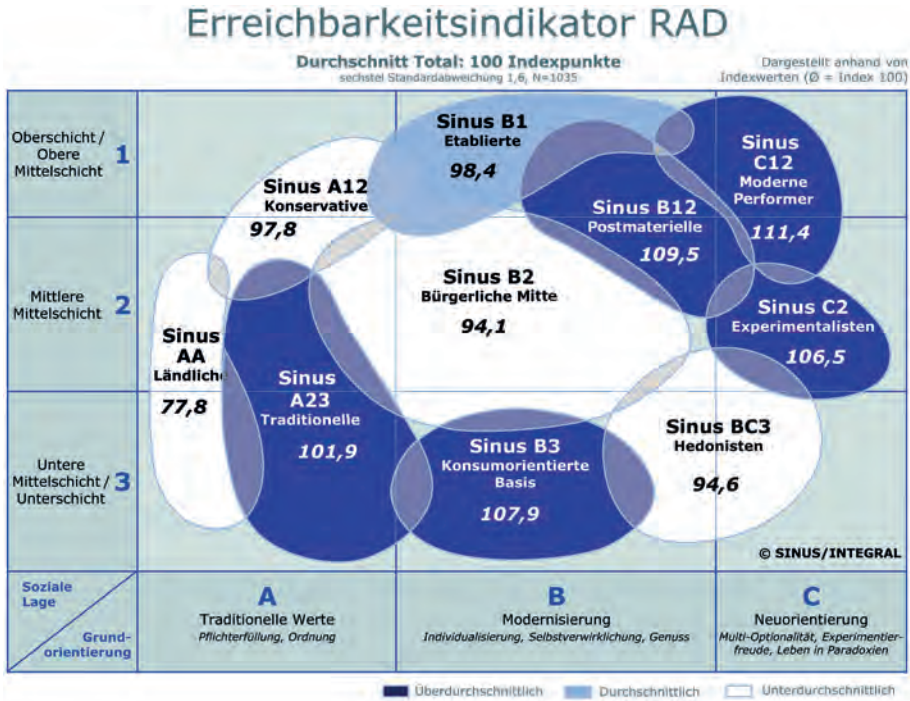 Erreichbarkeitsindikator RAD
Durchschnitt Total: 100 Indexpunkte
sechstel Standardabweichung 1,6, N=1035
Dargestellt anhand von
Indexwerten (Ø = Index 100)
Oberschicht /
Obere
Mittelschicht
1
Mittlere
Mittelschicht
2
Untere
Mittelschicht /
Unterschicht
3
Sinus B1
Etablierte
98,4
Sinus
C12
Moderne
Performer
111,4
Sinus A12
Konservative
97,8
Sinus B12
Postmaterielle
109,5
Sinus B2
Bürgerliche Mitte
94,1
Sinus C2
Experimentalisten
106,5
Sinus
AA
Ländliche
77,8
Sinus
A23
Traditionelle
101,9
Sinus B3
Konsumorientierte
Basis
107,9
Sinus BC3
Hedonisten
94,6
© SINUS/INTEGRAL
Soziale
Lage
Grund-
orientierung
A
Traditionelle Werte
Pflichterfüllung, Ordnung
B
Modernisierung
Individualisierung, Selbstverwirklichung, Genuss
C
Neuorientierung
Multi-Optionalität, Experimentier-
freude, Leben in Paradoxien
Überdurchschnittlich
Durchschnittlich
Unterdurchschnittlich